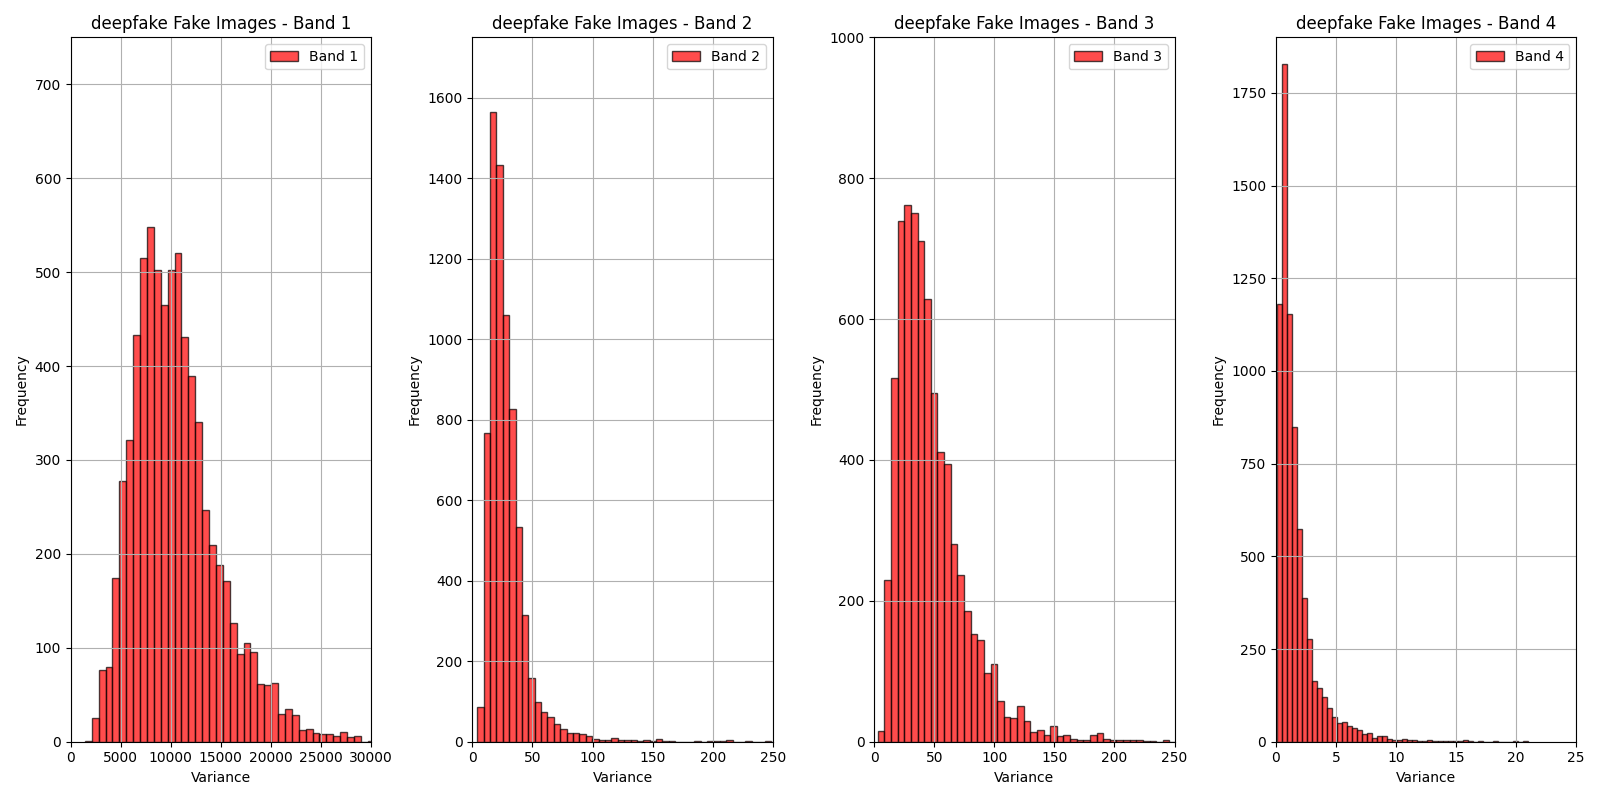 deepfake Fake Images - Band 1
Band 1
700
600
500
400
300
200
100
0
0 5000 10000 15000 20000 25000 30000
Frequency
Variance
deepfake Fake Images - Band 2
Band 2
1600
1400
1200
1000
800
600
400
200
0
0 50 100 150 200 250
Frequency
Variance
deepfake Fake Images - Band 3
Band 3
1000
800
600
400
200
0
0 50 100 150 200 250
Frequency
Variance
deepfake Fake Images - Band 4
Band 4
1750
1500
1250
1000
750
500
250
0
0 5 10 15 20 25
Frequency
Variance